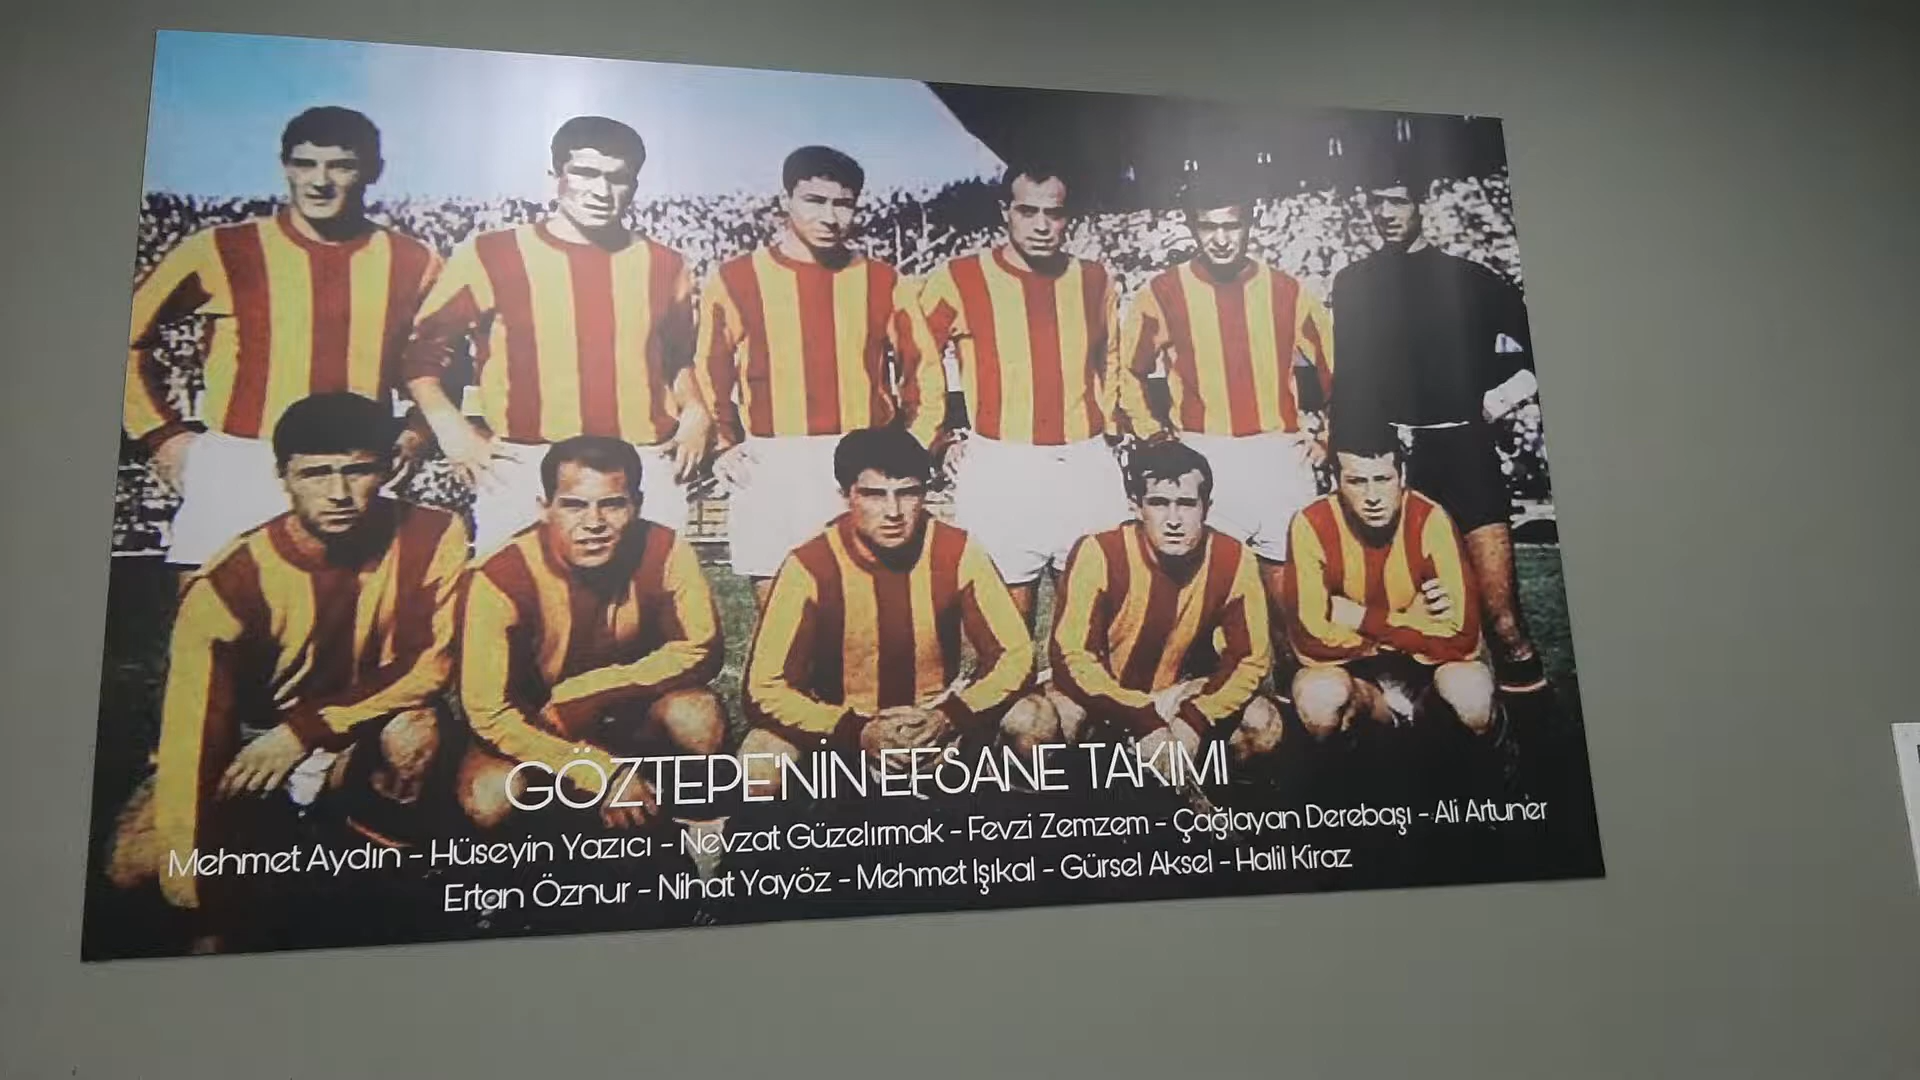 GÖZTEPE'NİN EFSANE TAKIMI
Mehmet Aydın - Hüseyin Yazıcı - Nevzat Güzelırmak - Fevzi Zemzem - Çağlayan Derebaşı - Ali Artuner
Ertan Öznur - Nihat Yayöz - Mehmet Işıkal - Gürsel Aksel - Halil Kiraz